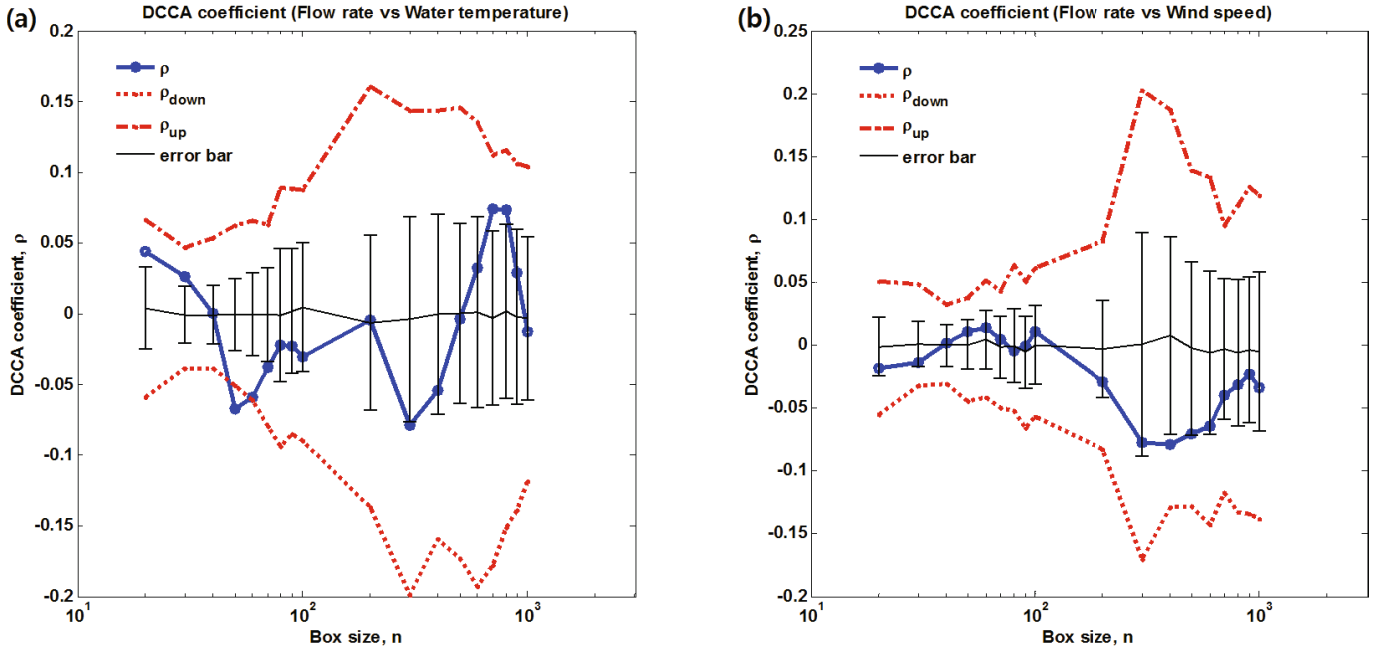 (a)
DCCA coefficient (Flow rate vs Water temperature)
0.2
0.15
0.1
0.05
0
-0.05
-0.1
-0.15
-0.2
DCCA coefficient, ρ
ρ
ρdown
ρup
error bar
10^1
10^2
10^3
Box size, n
(b)
DCCA coefficient (Flow rate vs Wind speed)
0.25
0.2
0.15
0.1
0.05
0
-0.05
-0.1
-0.15
-0.2
DCCA coefficient, ρ
ρ
ρdown
ρup
error bar
10^1
10^2
10^3
Box size, n